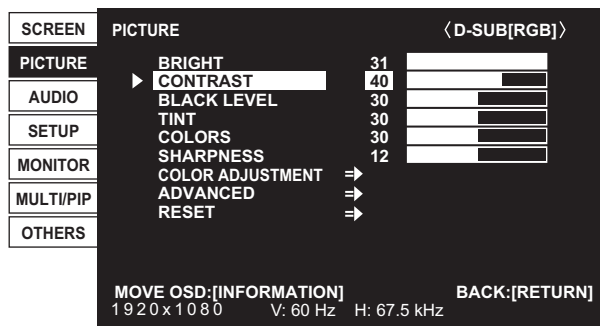 SCREEN
PICTURE
AUDIO
SETUP
MONITOR
MULTI/PIP
OTHERS
PICTURE 〈D-SUB[RGB]〉
BRIGHT 31
CONTRAST 40
BLACK LEVEL 30
TINT 30
COLORS 30
SHARPNESS 12
COLOR ADJUSTMENT
ADVANCED
RESET
MOVE OSD:[INFORMATION] BACK:[RETURN]
1920x1080 V: 60 Hz H: 67.5 kHz